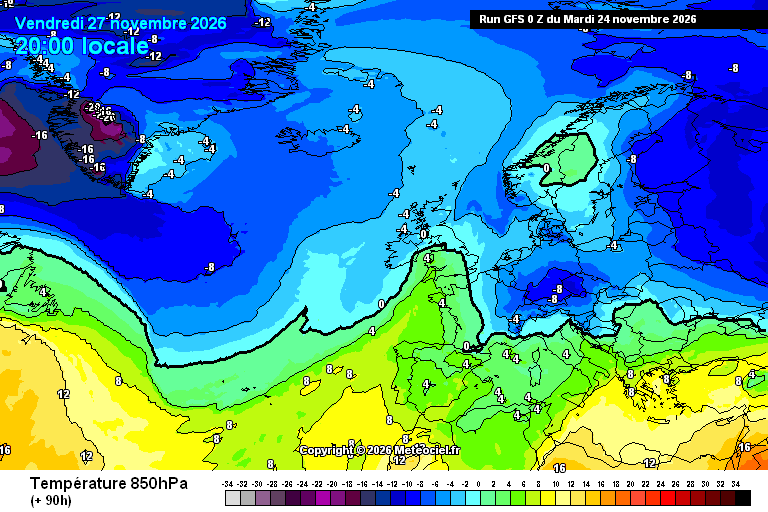 Vendredi 27 novembre 2026
20:00 locale
Run GFS 0 Z du Mardi 24 novembre 2026
Copyright © 2026 Meteociel.fr
Température 850hPa
(+ 90h)
-34 -32 -30 -28 -26 -24 -22 -20 -18 -16 -14 -12 -10 -8 -6 -4 -2 0 2 4 6 8 10 12 14 16 18 20 22 24 26 28 30 32 34